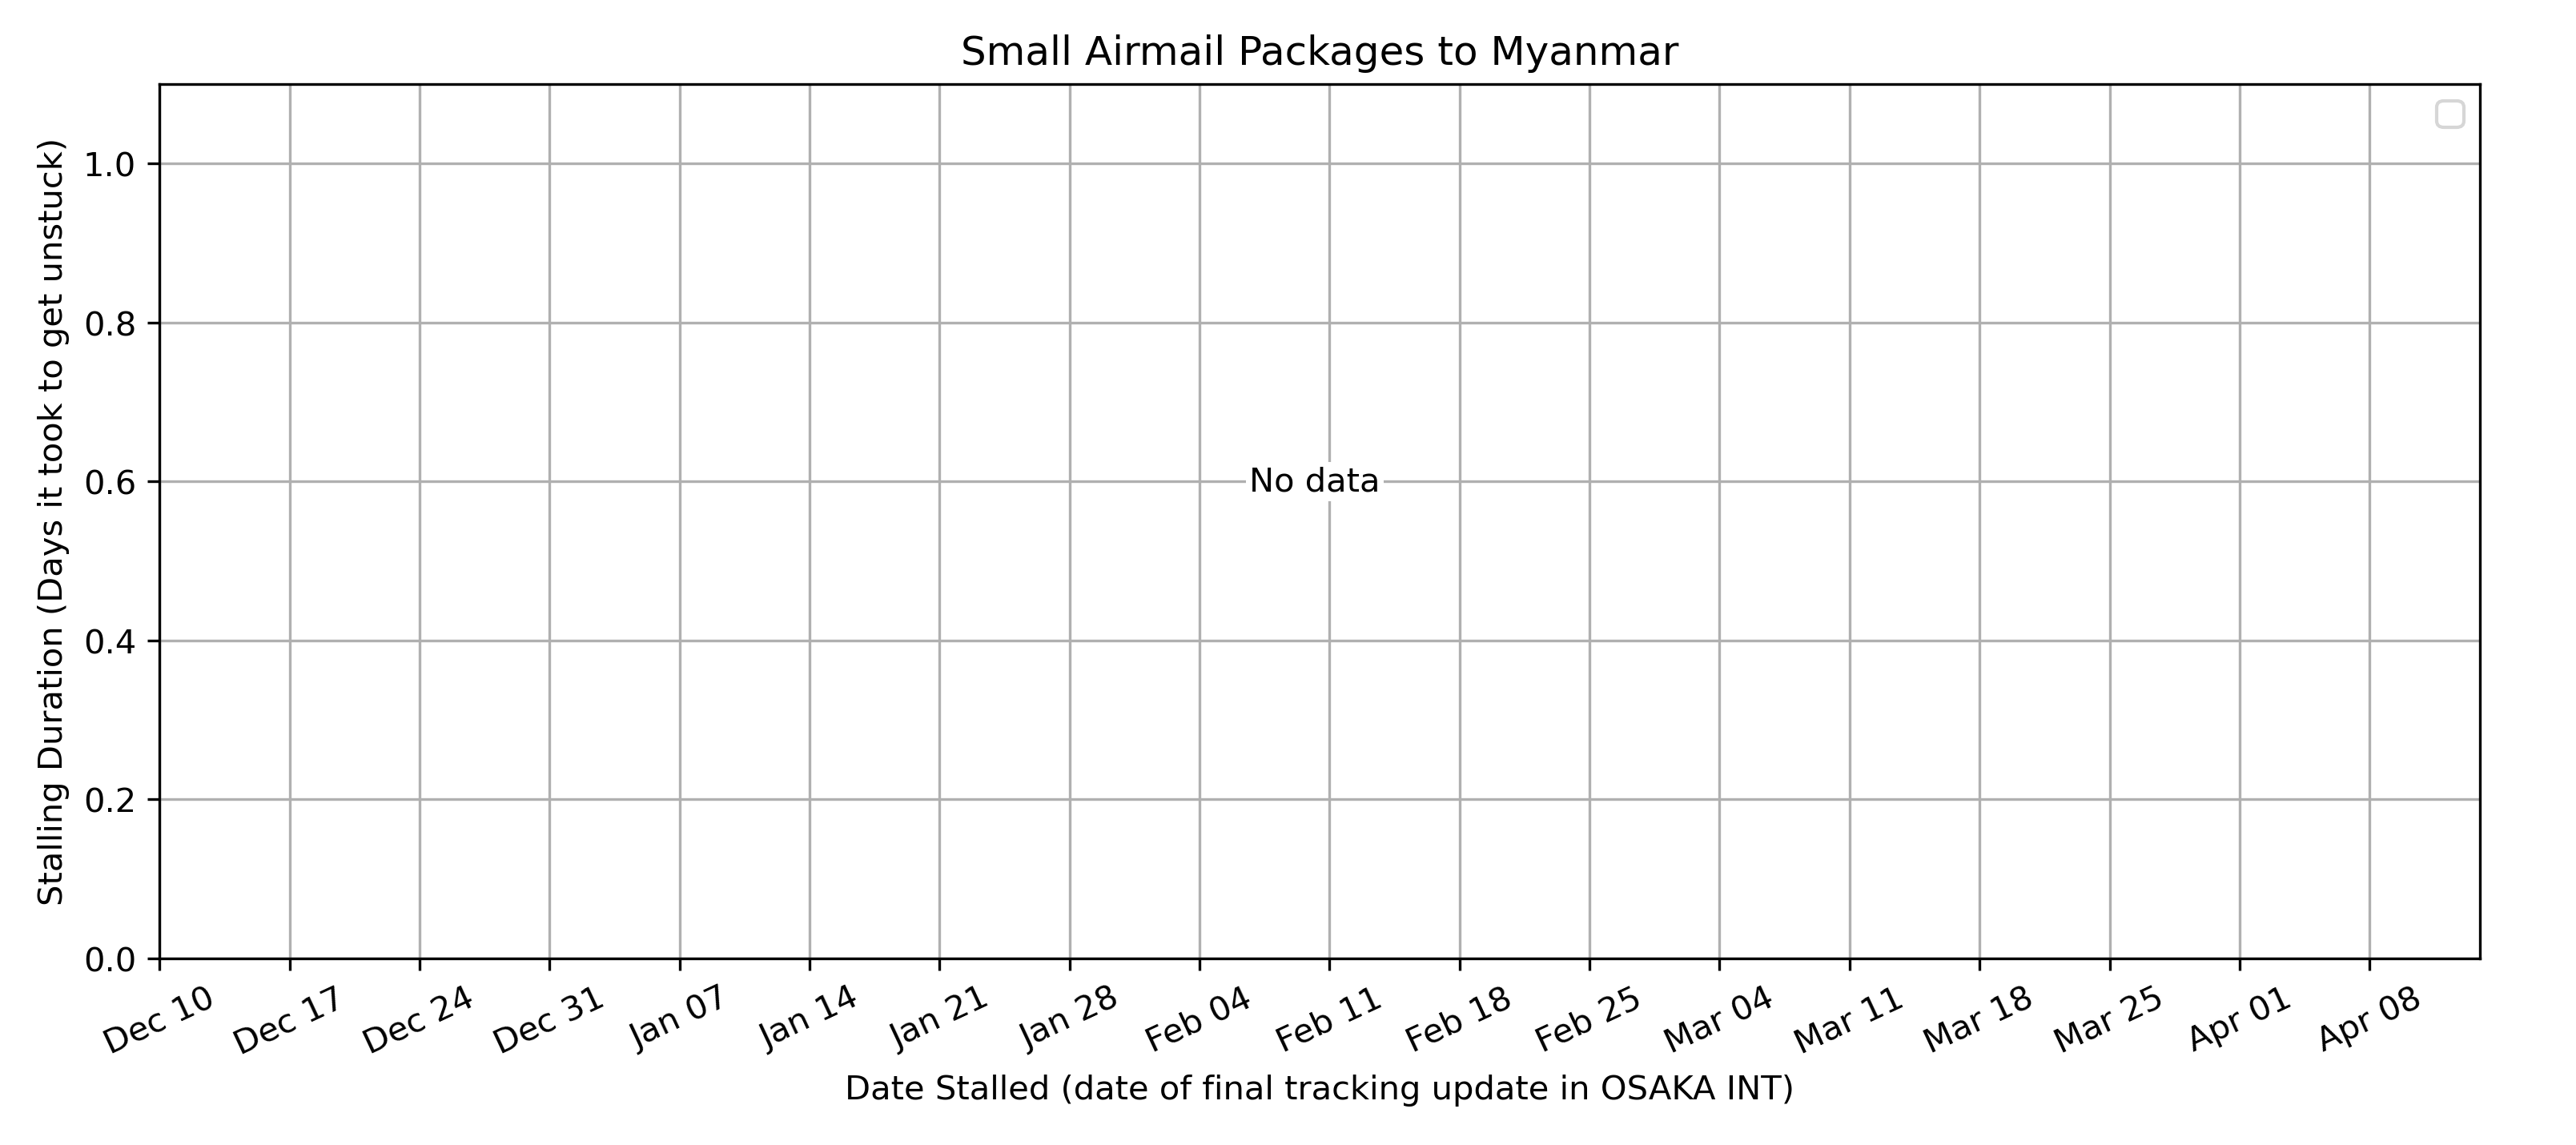 Small Airmail Packages to Myanmar
Stalling Duration (Days it took to get unstuck)
1.0
0.8
0.6
0.4
0.2
0.0
No data
Dec 10
Dec 17
Dec 24
Dec 31
Jan 07
Jan 14
Jan 21
Jan 28
Feb 04
Feb 11
Feb 18
Feb 25
Mar 04
Mar 11
Mar 18
Mar 25
Apr 01
Apr 08
Date Stalled (date of final tracking update in OSAKA INT)